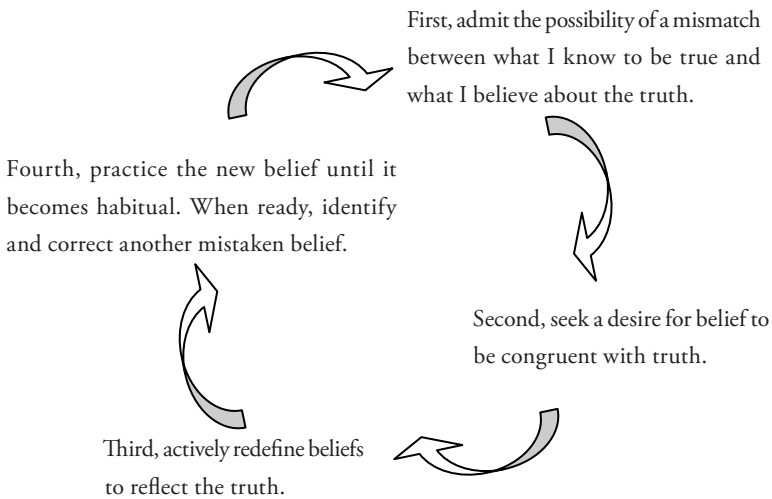 First, admit the possibility of a mismatch
between what I know to be true and
what I believe about the truth.
Second, seek a desire for belief to
be congruent with truth.
Third, actively redefine beliefs
to reflect the truth.
Fourth, practice the new belief until it
becomes habitual. When ready, identify
and correct another mistaken belief.